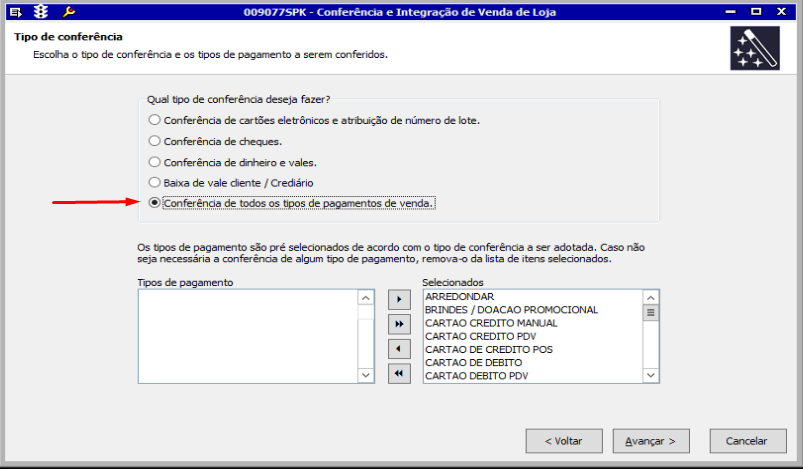 009077SPK - Conferência e Integração de Venda de Loja
Tipo de conferência
Escolha o tipo de conferência e os tipos de pagamento a serem conferidos.
Qual tipo de conferência deseja fazer?
Conferência de cartões eletrônicos e atribuição de número de lote.
Conferência de cheques.
Conferência de dinheiro e vales.
Baixa de vale cliente / Crediário
Conferência de todos os tipos de pagamentos de venda.
Os tipos de pagamento são pré selecionados de acordo com o tipo de conferência a ser adotada. Caso não
seja necessária a conferência de algum tipo de pagamento, remova-o da lista de itens selecionados.
Tipos de pagamento
Selecionados
ARREDONDAR
BRINDES / DOACAO PROMOCIONAL
CARTAO CREDITO MANUAL
CARTAO CREDITO PDV
CARTAO DE CREDITO POS
CARTAO DE DEBITO
CARTAO DEBITO PDV
< Voltar
Avançar >
Cancelar